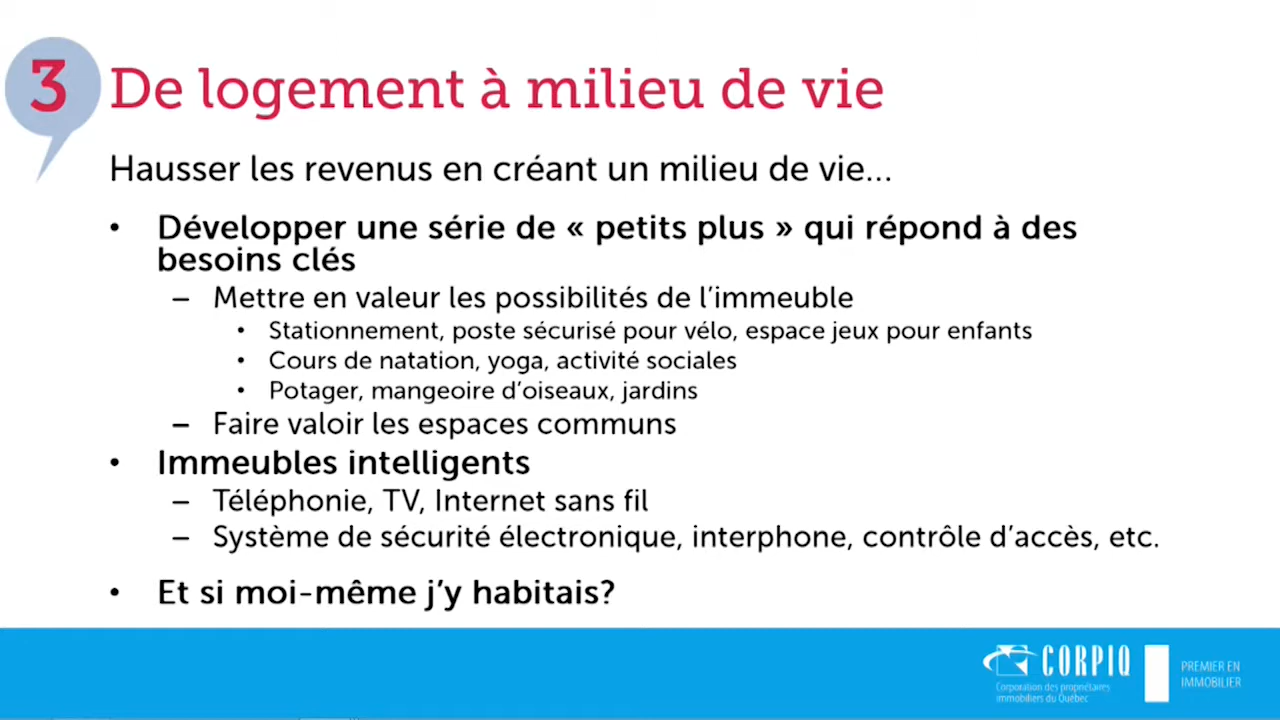 3
De logement à milieu de vie
Hausser les revenus en créant un milieu de vie...
• Développer une série de « petits plus » qui répond à des
besoins clés
– Mettre en valeur les possibilités de l'immeuble
• Stationnement, poste sécurisé pour vélo, espace jeux pour enfants
• Cours de natation, yoga, activité sociales
• Potager, mangeoire d'oiseaux, jardins
– Faire valoir les espaces communs
• Immeubles intelligents
– Téléphonie, TV, Internet sans fil
– Système de sécurité électronique, interphone, contrôle d'accès, etc.
• Et si moi-même j'y habitais?
CORPIQ
Corporation des propriétaires
immobiliers du Québec
PREMIER EN
IMMOBILIER